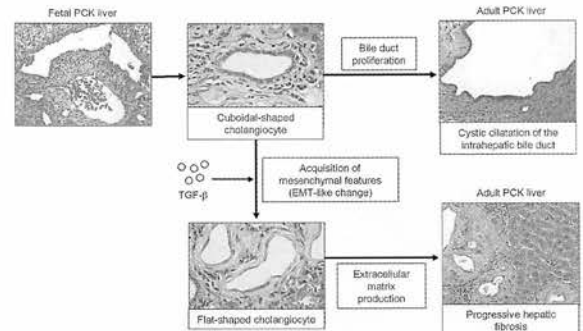 Fetal PCK liver
Adult PCK liver
Bile duct
proliferation
Cuboidal-shaped
cholangiocyte
Cystic dilatation of the
intrahepatic bile duct
TGF-β
Acquisition of
mesenchymal features
(EMT-like change)
Adult PCK liver
Extracellular
matrix
production
Flat-shaped cholangiocyte
Progressive hepatic
fibrosis